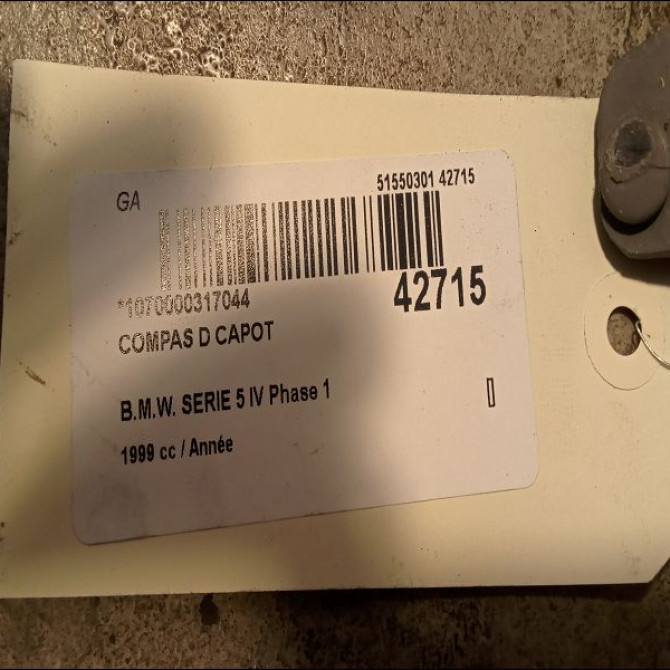 GA
51550301 42715
*1070000317044
42715
COMPAS D CAPOT
B.M.W. SERIE 5 IV Phase 1
1999 cc / Année